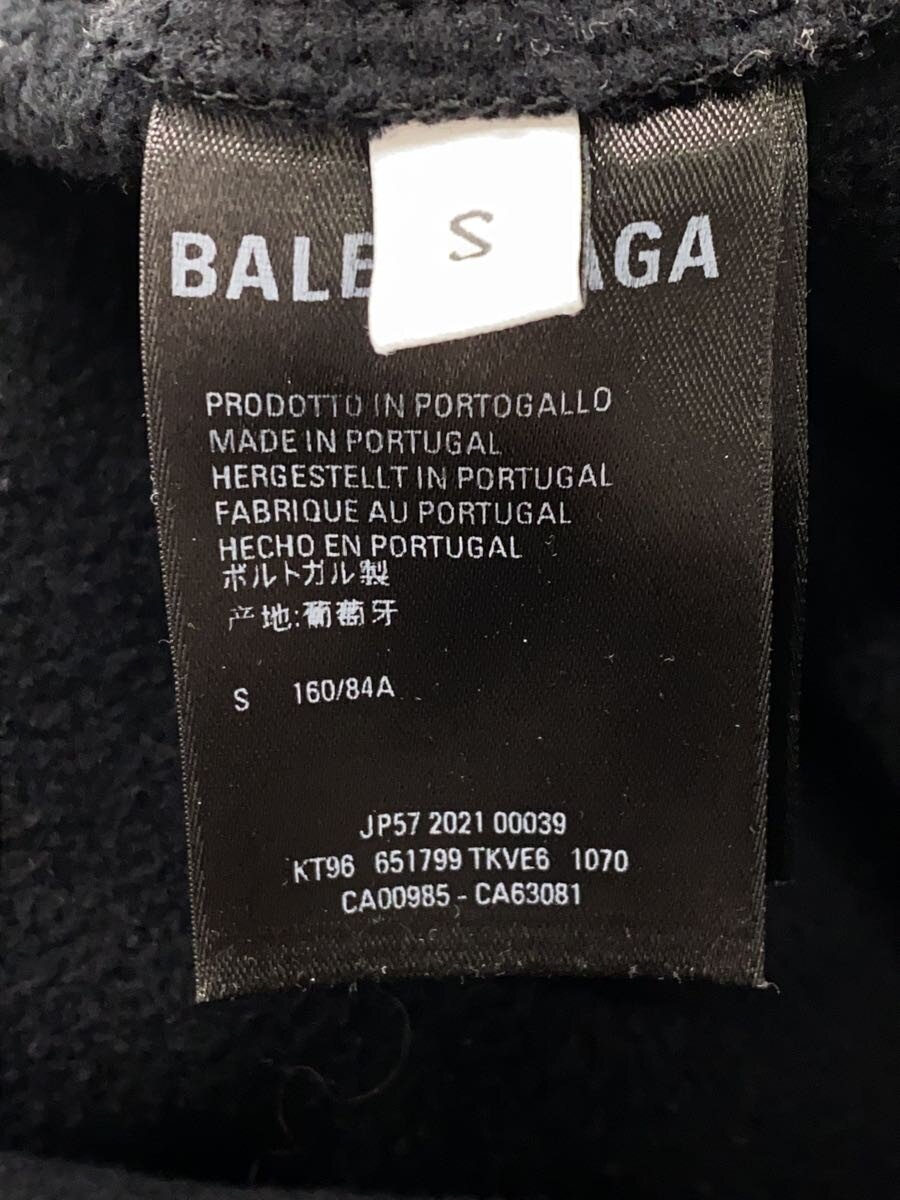 S
BALE AGA
PRODOTTO IN PORTOGALLO
MADE IN PORTUGAL
HERGESTELLT IN PORTUGAL
FABRIQUE AU PORTUGAL
HECHO EN PORTUGAL
ポルトガル製
产地:葡萄牙
S 160/84A
JP57 2021 00039
KT96 651799 TKVE6 1070
CA00985 - CA63081